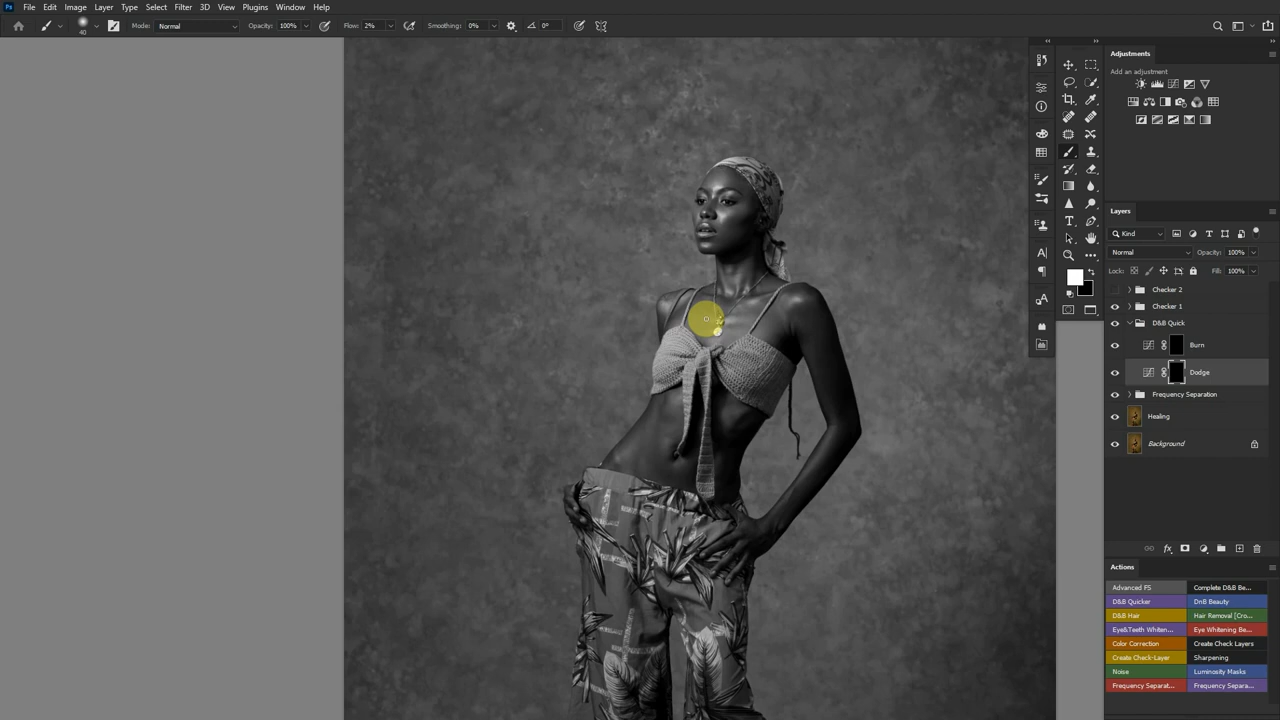 Ps File Edit Image Layer Type Select Filter 3D View Plugins Window Help
40 Mode: Normal Opacity: 100% Flow: 2% Smoothing: 0% 0°
Adjustments
Add an adjustment
Layers
Kind
Normal Opacity: 100%
Lock: Fill: 100%
Checker 2
Checker 1
D&B Quick
Burn
Dodge
Frequency Separation
Healing
Background
Actions
Advanced FS Complete D&B Be...
D&B Quicker DnB Beauty
D&B Hair Hair Removal [Cro...
Eye&Teeth Whiten... Eye Whitening Be...
Color Correction Create Check Layers
Create Check-Layer Sharpening
Noise Luminosity Masks
Frequency Separat... Frequency Separa...